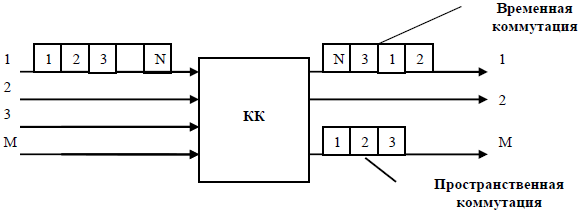 Временная
коммутация
1 1 2 3 N N 3 1 2 1
2 2
3
КК
М 1 2 3 М
Пространственная
коммутация